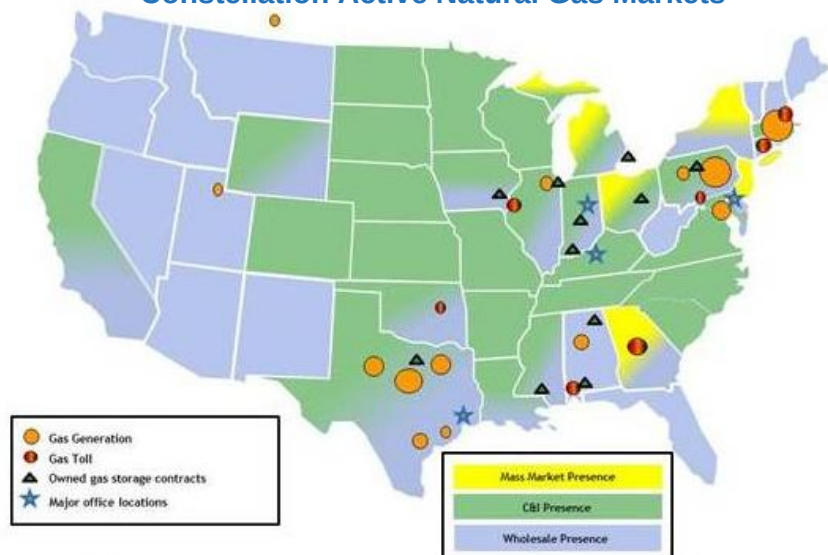 Constellation Active Natural Gas Markets
Gas Generation
Gas Toll
Owned gas storage contracts
Major office locations
Mass Market Presence
C&I Presence
Wholesale Presence